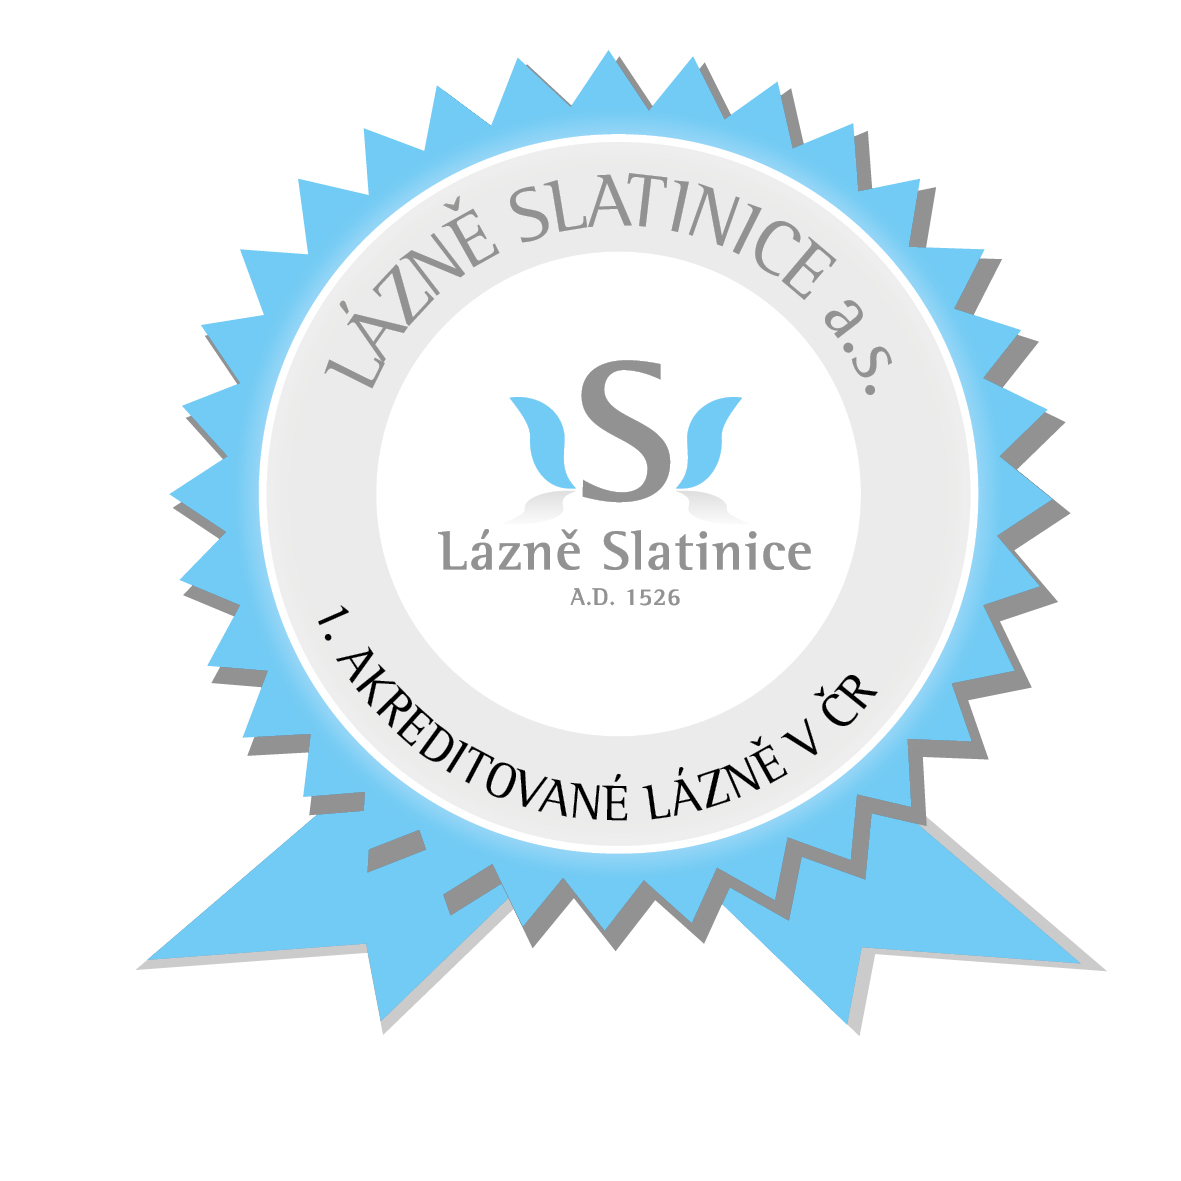 LÁZNĚ SLATINICE a.s.
S
Lázně Slatinice
A.D. 1526
1. AKREDITOVANÉ LÁZNĚ V ČR